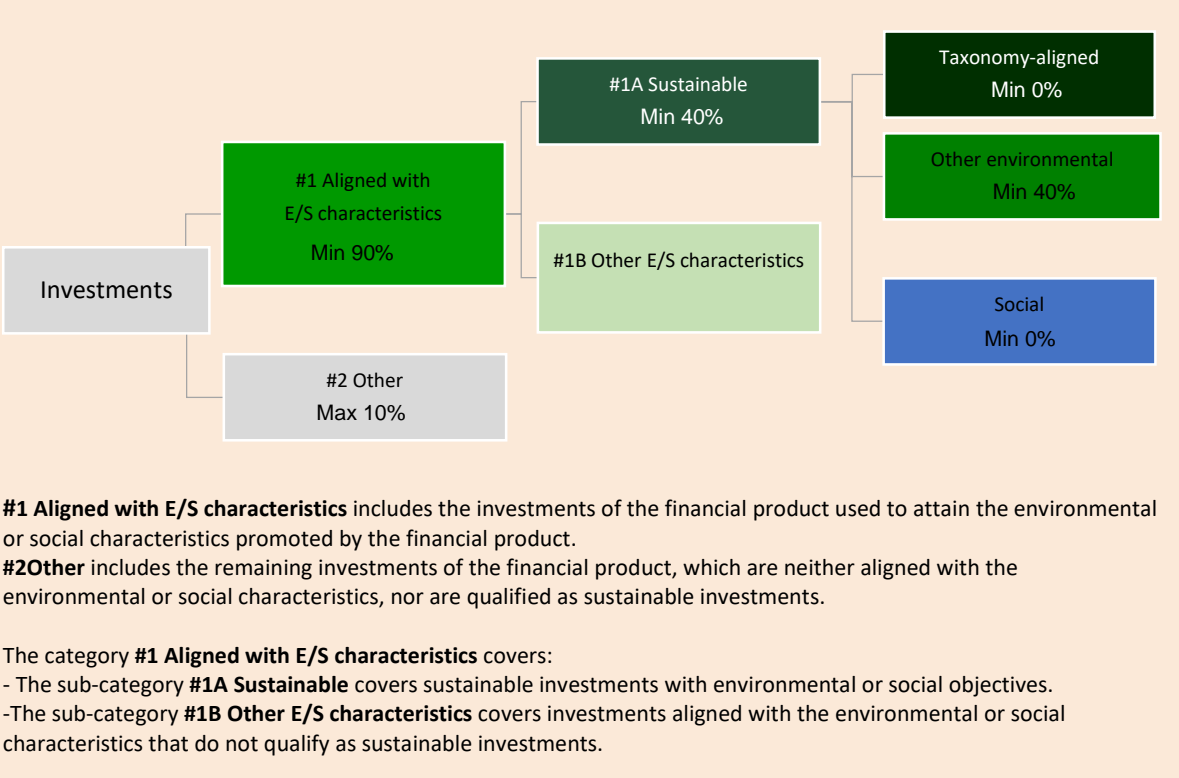 Investments
#1 Aligned with
E/S characteristics
Min 90%
#2 Other
Max 10%
#1A Sustainable
Min 40%
#1B Other E/S characteristics
Taxonomy-aligned
Min 0%
Other environmental
Min 40%
Social
Min 0%
#1 Aligned with E/S characteristics includes the investments of the financial product used to attain the environmental
or social characteristics promoted by the financial product.
#2Other includes the remaining investments of the financial product, which are neither aligned with the
environmental or social characteristics, nor are qualified as sustainable investments.
The category #1 Aligned with E/S characteristics covers:
- The sub-category #1A Sustainable covers sustainable investments with environmental or social objectives.
-The sub-category #1B Other E/S characteristics covers investments aligned with the environmental or social
characteristics that do not qualify as sustainable investments.